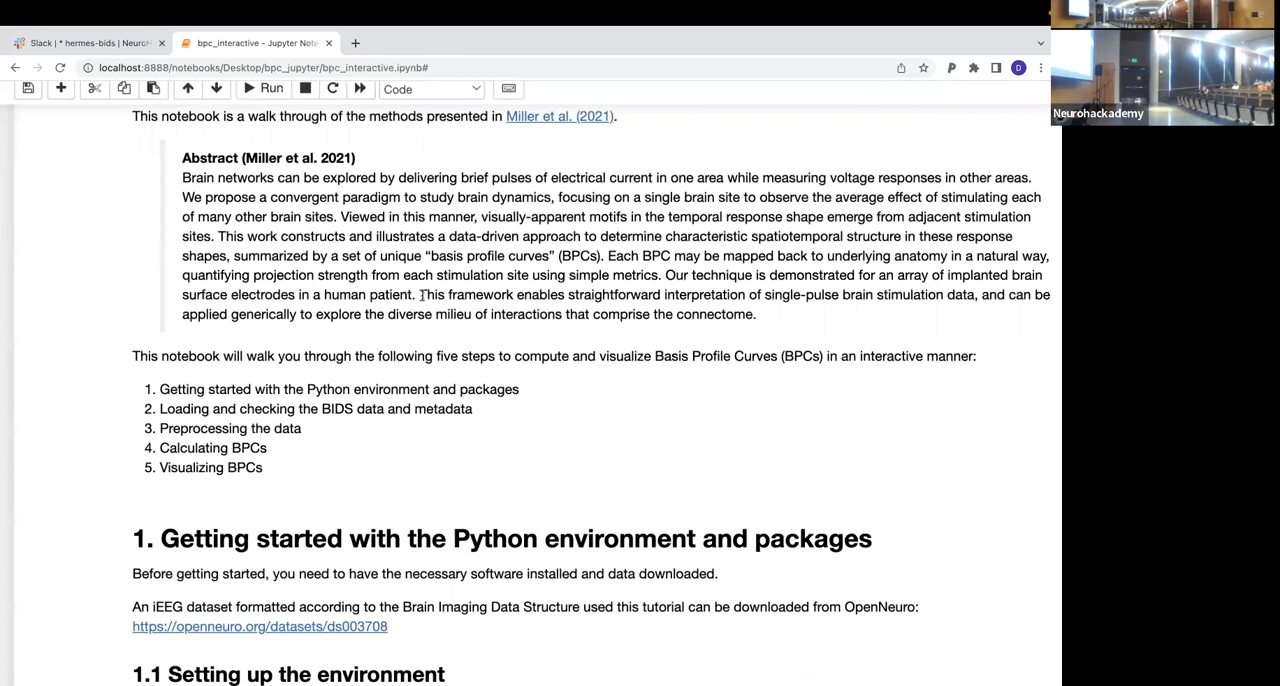 Slack | * hermes-bids | NeuroH
bpc_interactive - Jupyter Note
localhost:8888/notebooks/Desktop/bpc_jupyter/bpc_interactive.ipynb#
D
Run
Code
Neurohackademy
This notebook is a walk through of the methods presented in Miller et al. (2021).
Abstract (Miller et al. 2021)
Brain networks can be explored by delivering brief pulses of electrical current in one area while measuring voltage responses in other areas.
We propose a convergent paradigm to study brain dynamics, focusing on a single brain site to observe the average effect of stimulating each
of many other brain sites. Viewed in this manner, visually-apparent motifs in the temporal response shape emerge from adjacent stimulation
sites. This work constructs and illustrates a data-driven approach to determine characteristic spatiotemporal structure in these response
shapes, summarized by a set of unique “basis profile curves” (BPCs). Each BPC may be mapped back to underlying anatomy in a natural way,
quantifying projection strength from each stimulation site using simple metrics. Our technique is demonstrated for an array of implanted brain
surface electrodes in a human patient. This framework enables straightforward interpretation of single-pulse brain stimulation data, and can be
applied generically to explore the diverse milieu of interactions that comprise the connectome.
This notebook will walk you through the following five steps to compute and visualize Basis Profile Curves (BPCs) in an interactive manner:
1. Getting started with the Python environment and packages
2. Loading and checking the BIDS data and metadata
3. Preprocessing the data
4. Calculating BPCs
5. Visualizing BPCs
1. Getting started with the Python environment and packages
Before getting started, you need to have the necessary software installed and data downloaded.
An iEEG dataset formatted according to the Brain Imaging Data Structure used this tutorial can be downloaded from OpenNeuro:
https://openneuro.org/datasets/ds003708
1.1 Setting up the environment